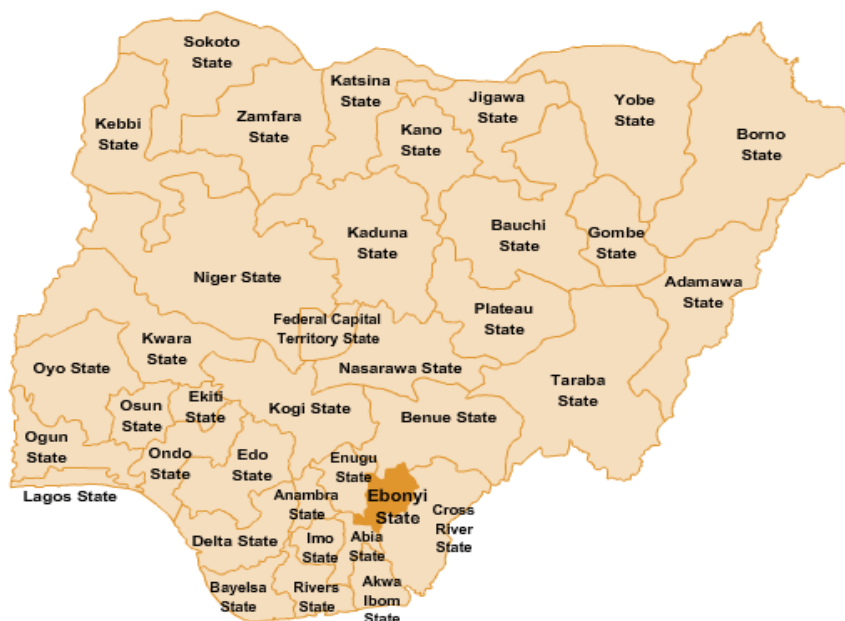 Sokoto
State
Katsina
State
Jigawa
State
Yobe
State
Kebbi
State
Zamfara
State
Kano
State
Borno
State
Kaduna
State
Bauchi
State
Gombe
State
Niger State
Adamawa
State
Plateau
State
Federal Capital
Territory State
Kwara
State
Oyo State
Nasarawa State
Taraba
State
Osun
State
Ekiti
State
Kogi State
Benue State
Ogun
State
Ondo
State
Edo
State
Enugu
State
Lagos State
Anambra
State
Ebonyi
State
Cross
River
State
Delta State
Imo
State
Abia
State
Bayelsa
State
Rivers
State
Akwa
Ibom
State